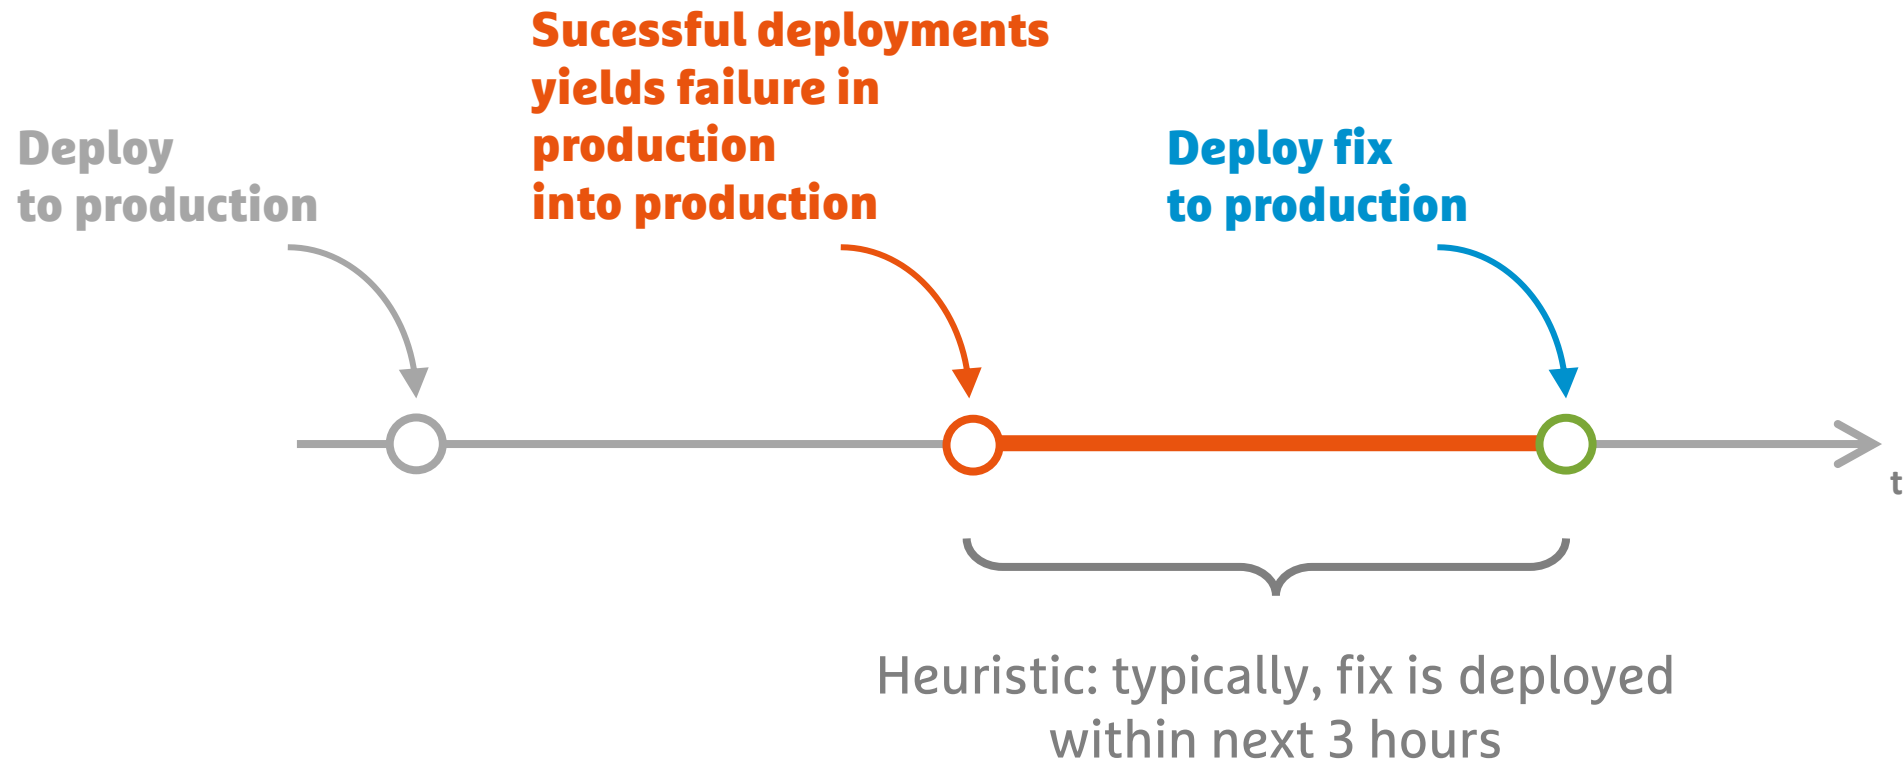 Deploy
to production
Sucessful deployments
yields failure in
production
into production
Deploy fix
to production
t
Heuristic: typically, fix is deployed
within next 3 hours